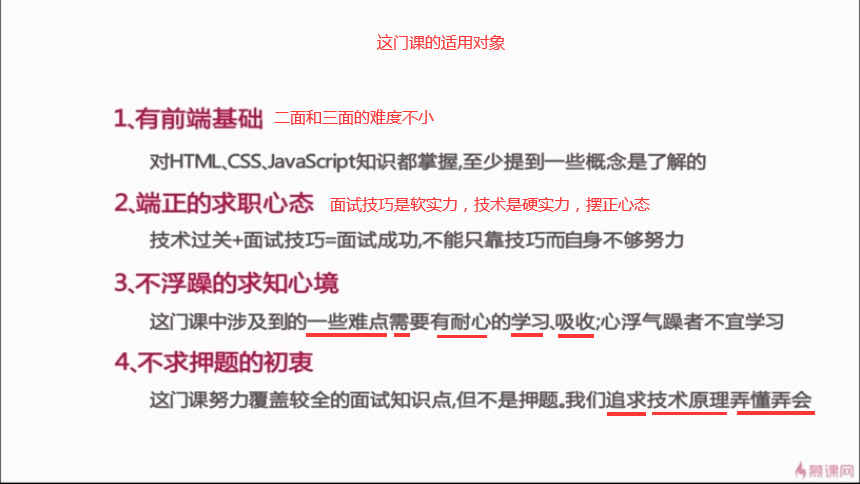 这门课的适用对象
1、有前端基础 二面和三面的难度不小
对HTML、CSS、JavaScript知识都掌握,至少提到一些概念是了解的
2、端正的求职心态 面试技巧是软实力，技术是硬实力，摆正心态
技术过关+面试技巧=面试成功,不能只靠技巧而自身不够努力
3、不浮躁的求知心境
这门课中涉及到的一些难点需要有耐心的学习、吸收;心浮气躁者不宜学习
4、不求押题的初衷
这门课努力覆盖较全的面试知识点,但不是押题。我们追求技术原理弄懂弄会
慕课网